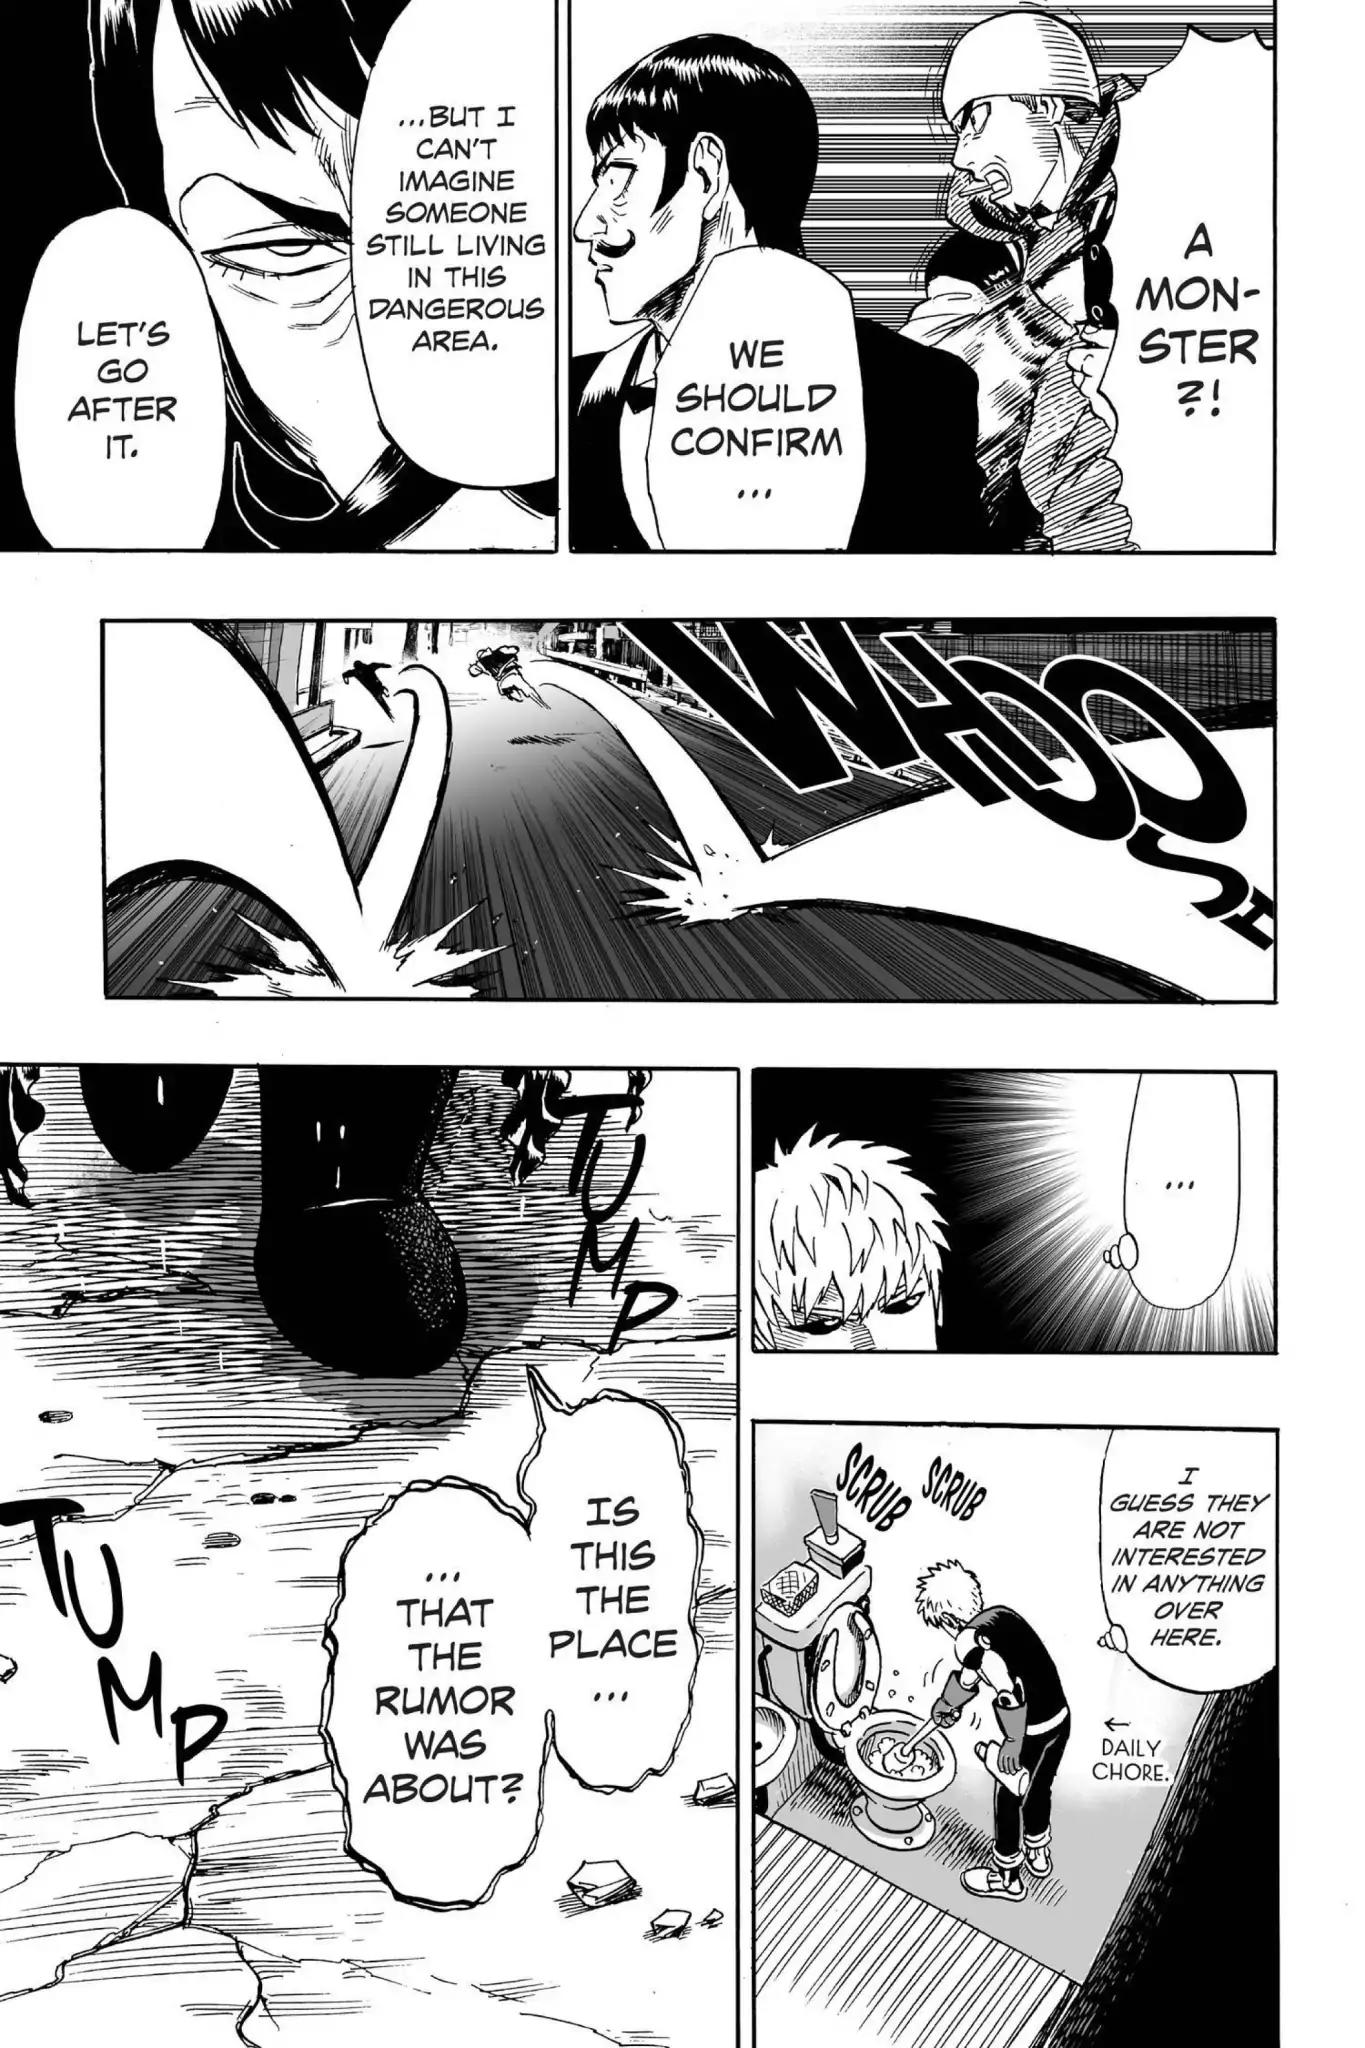 A
MON-
STER
?!
WE
SHOULD
CONFIRM
...
...BUT I
CAN'T
IMAGINE
SOMEONE
STILL LIVING
IN THIS
DANGEROUS
AREA.
LET'S
GO
AFTER
IT.
WHOOSH
...
I
GUESS THEY
ARE NOT
INTERESTED
IN ANYTHING
OVER
HERE.
SCRUB
SCRUB
←
DAILY
CHORE.
TUMP
IS
THIS
THE
PLACE
...
...
THAT
THE
RUMOR
WAS
ABOUT?
TUMP